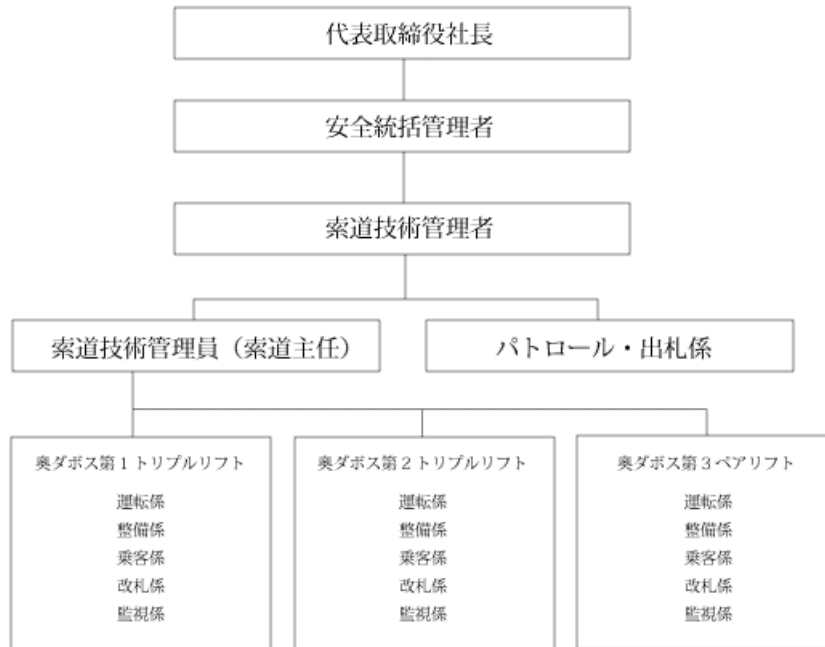 代表取締役社長
安全統括管理者
索道技術管理者
索道技術管理員（索道主任）
パトロール・出札係
奥ダボス第1トリプルリフト
運転係
整備係
乗客係
改札係
監視係
奥ダボス第2トリプルリフト
運転係
整備係
乗客係
改札係
監視係
奥ダボス第3ペアリフト
運転係
整備係
乗客係
改札係
監視係